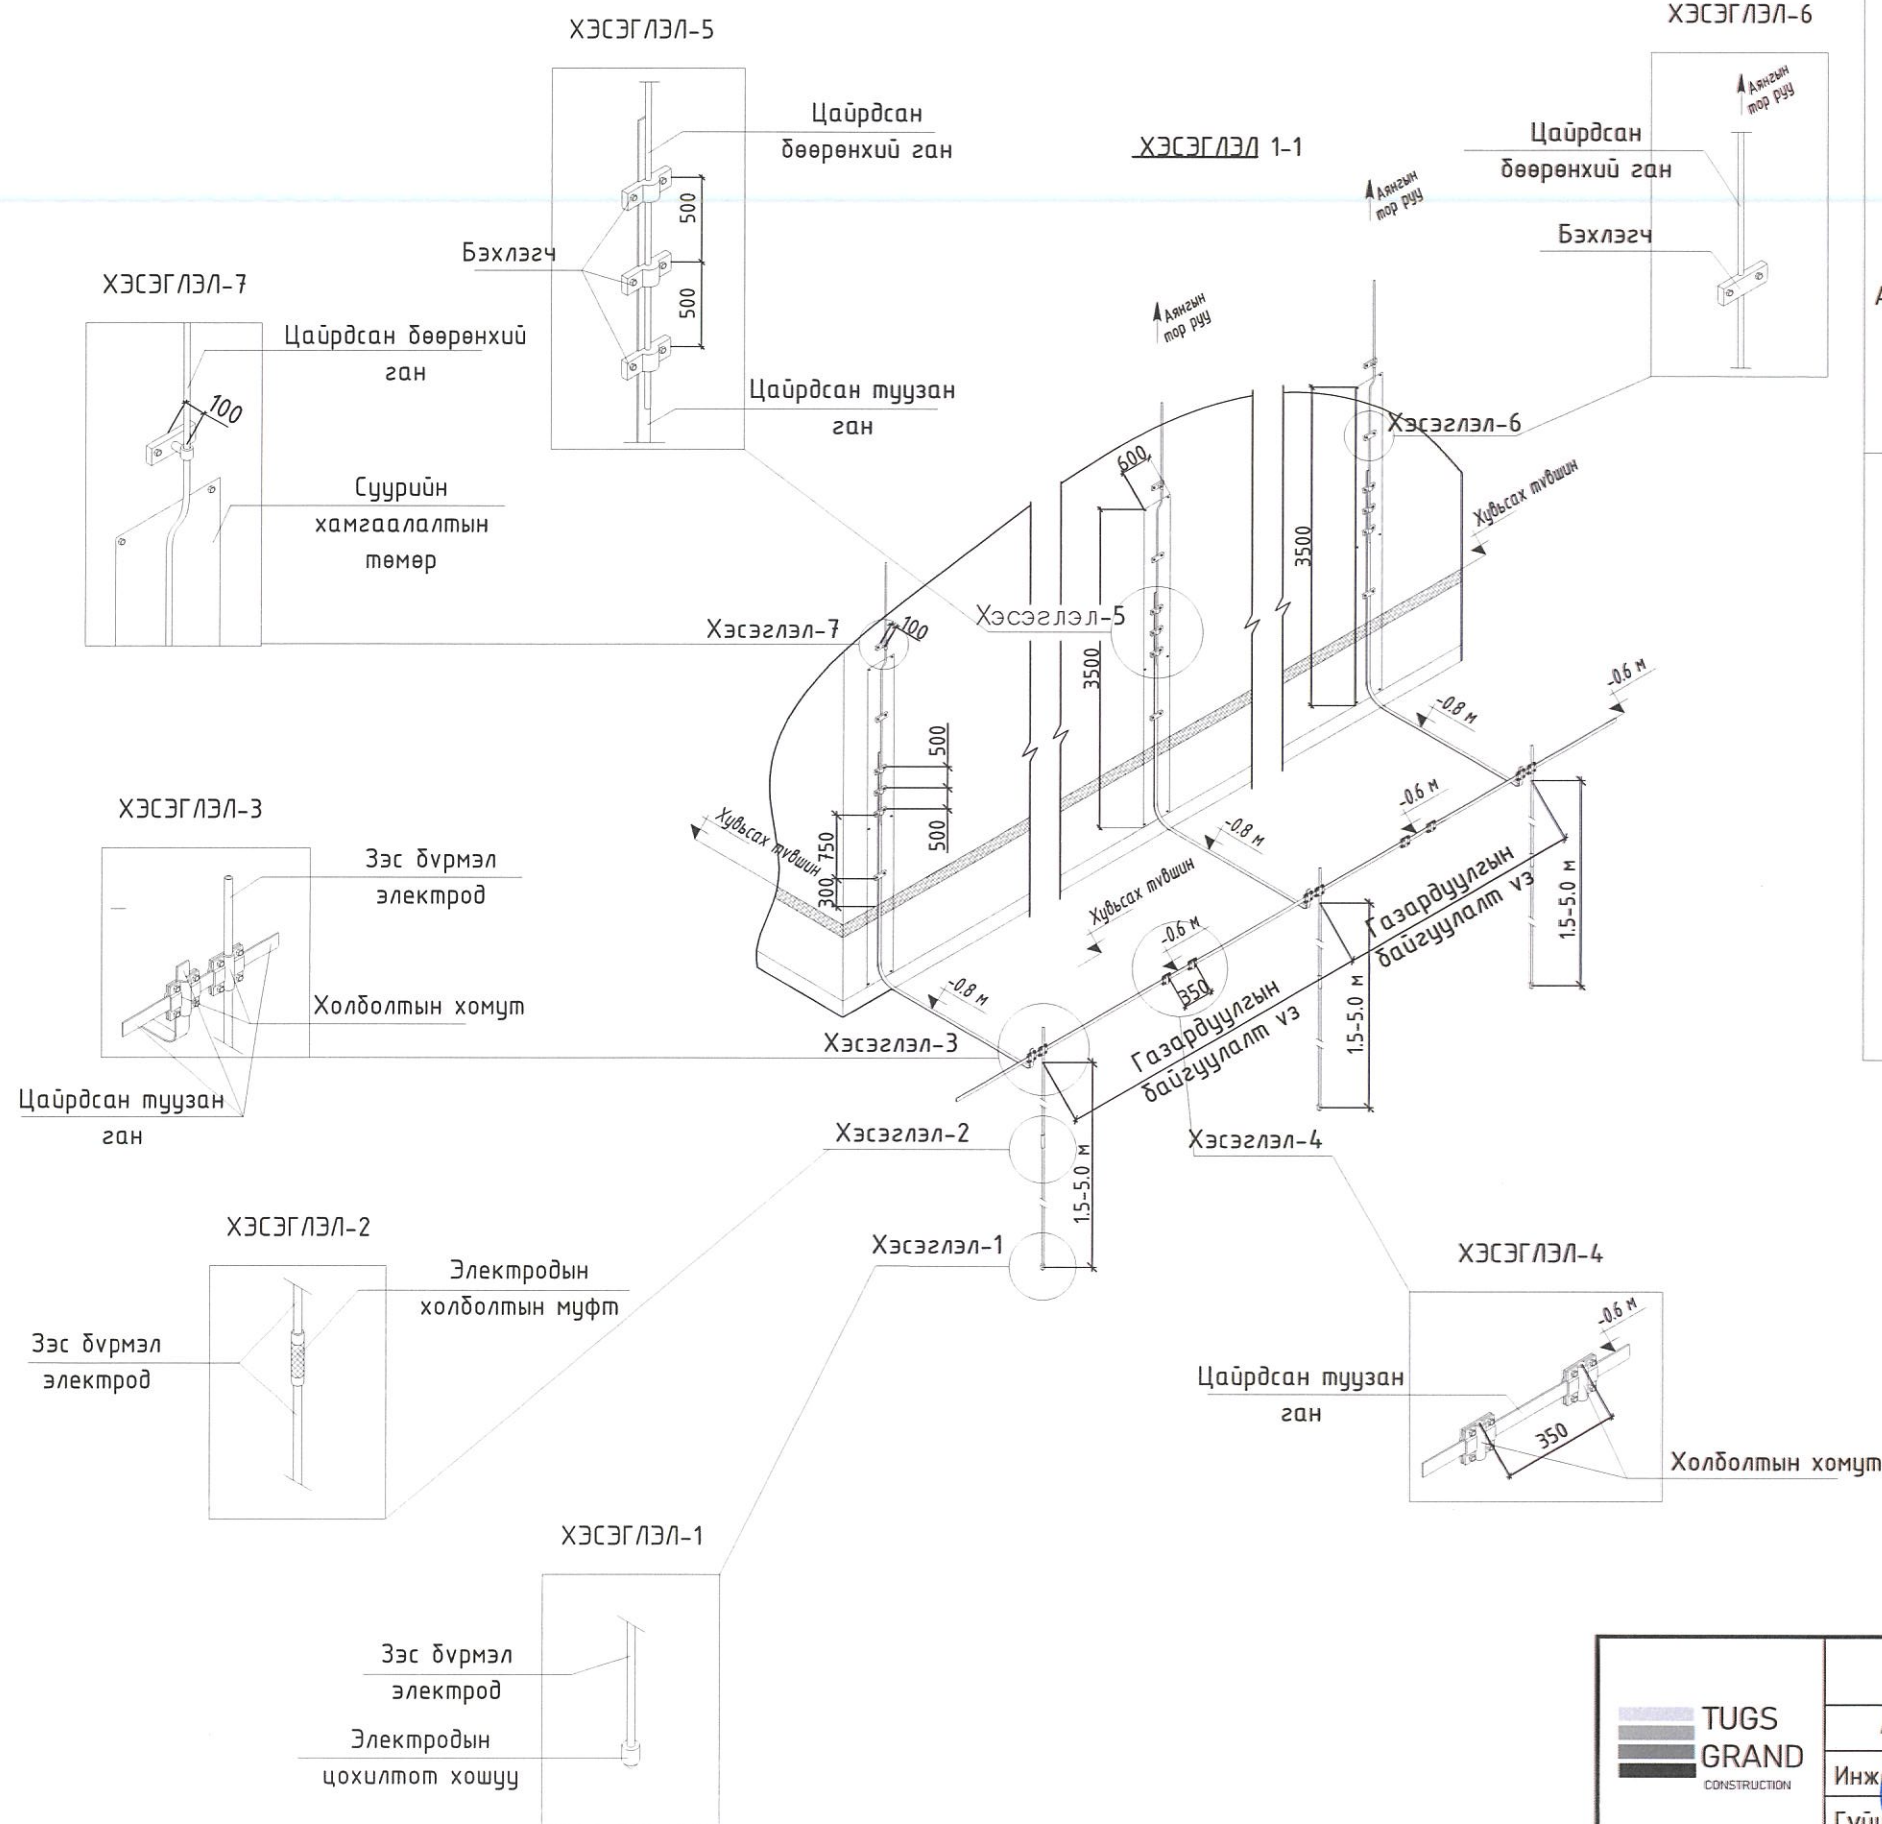 ХЭСЭГЛЭЛ-5
ХЭСЭГЛЭЛ-6
Цайрдсан
бөөрөнхий ган
500
500
Бэхлэгч
Цайрдсан туузан
ган
ХЭСЭГЛЭЛ 1-1
Аянгын
тор руу
Цайрдсан
бөөрөнхий ган
Бэхлэгч
Аянгын
тор руу
Аянгын
тор руу
ХЭСЭГЛЭЛ-7
Цайрдсан бөөрөнхий
ган
100
Суурийн
хамгаалалтын
төмөр
Хэсэглэл-6
600
3500
3500
Хувьсах түвшин
Хэсэглэл-7
100
Хэсэглэл-5
-0.6 м
-0.8 м
500
500
750
300
Хувьсах түвшин
-0.8 м
-0.6 м
Хувьсах түвшин
-0.6 м
350
-0.8 м
Газардуулгын
байгуулалт ҮЗ
1.5-5.0 м
Газардуулгын
байгуулалт ҮЗ
1.5-5.0 м
ХЭСЭГЛЭЛ-3
Зэс бүрмэл
электрод
Холболтын хомут
Цайрдсан туузан
ган
Хэсэглэл-3
Хэсэглэл-2
Хэсэглэл-4
1.5-5.0 м
Хэсэглэл-1
ХЭСЭГЛЭЛ-2
Электродын
холболтын муфт
Зэс бүрмэл
электрод
ХЭСЭГЛЭЛ-4
-0.6 м
Цайрдсан туузан
ган
350
Холболтын хомут
ХЭСЭГЛЭЛ-1
Зэс бүрмэл
электрод
Электродын
цохилтот хошуу
TUGS
GRAND
CONSTRUCTION
Инж